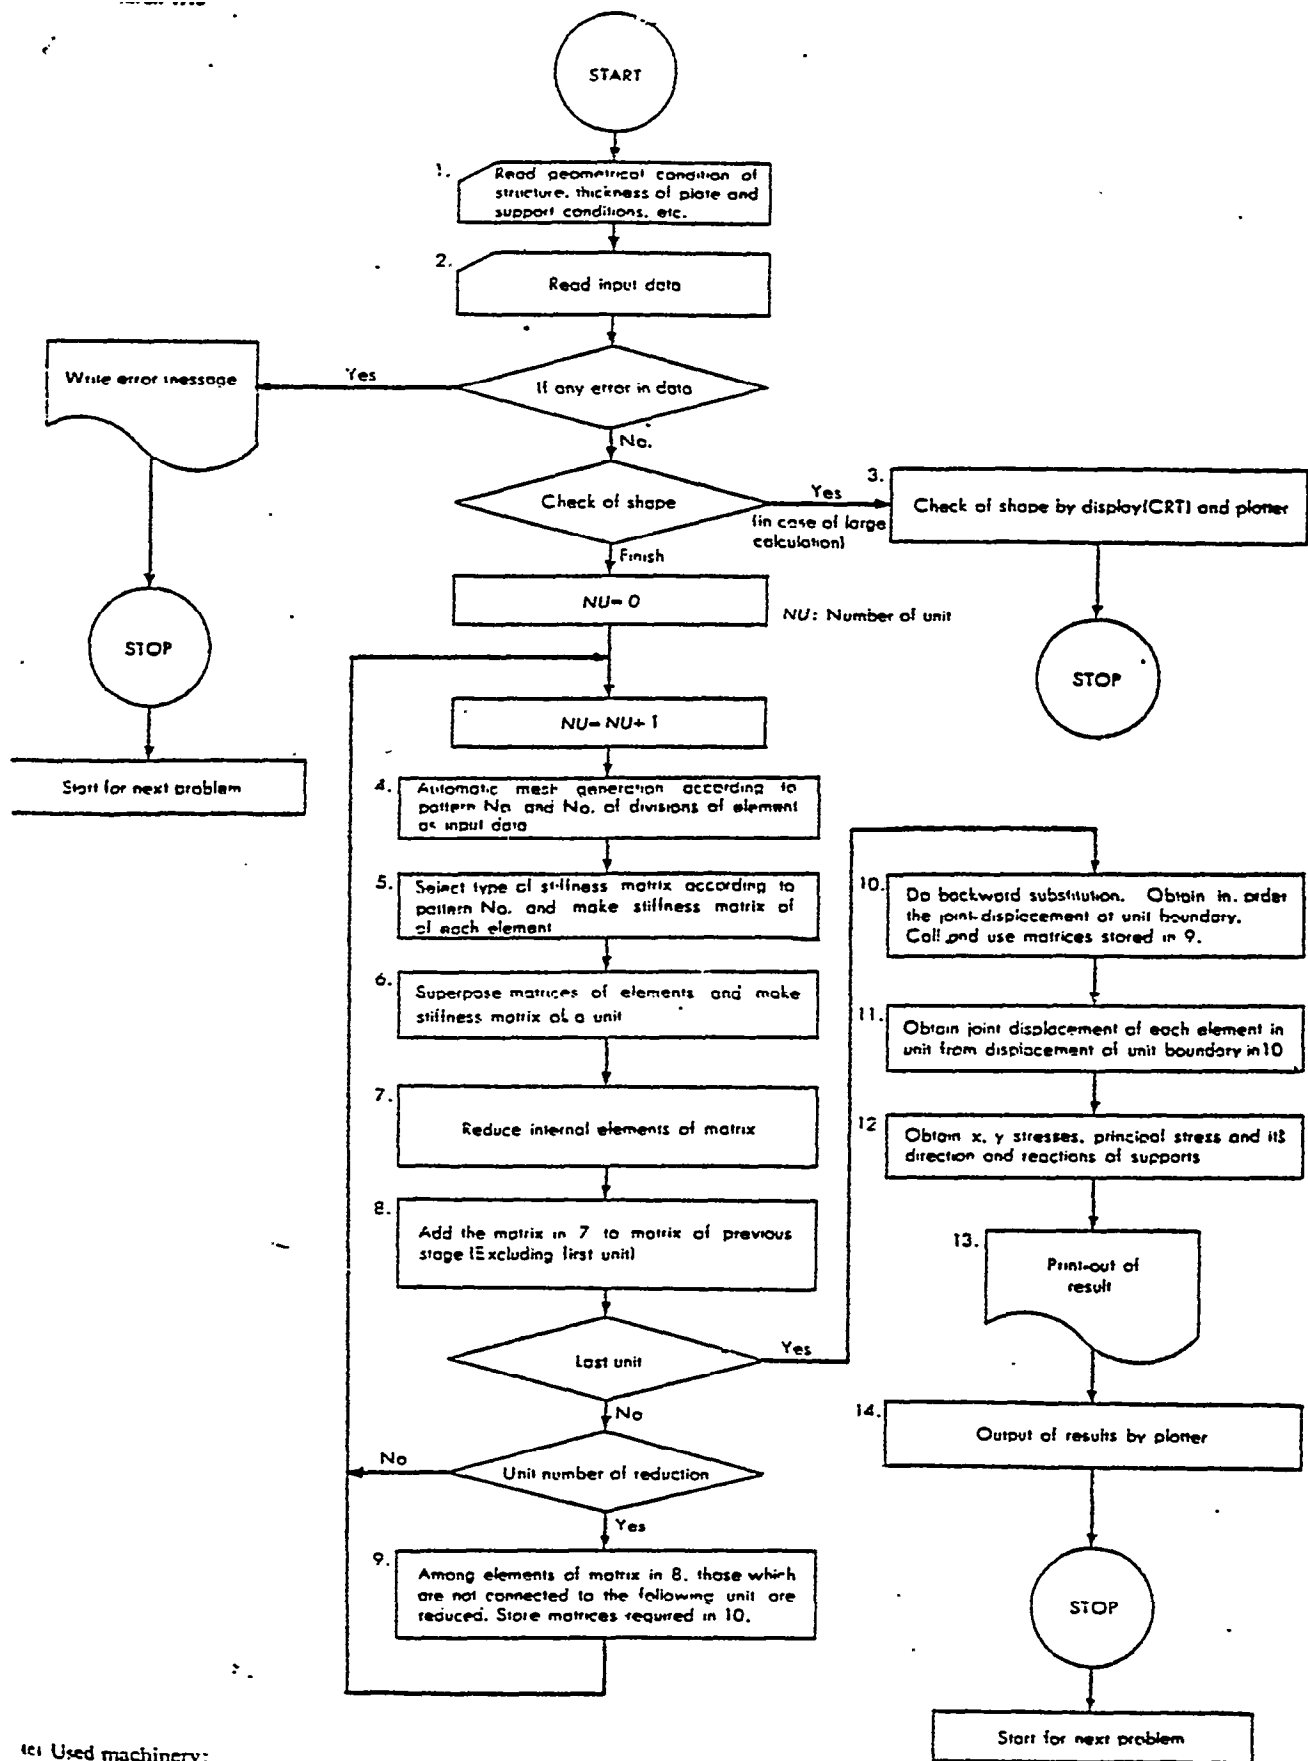 START
1.
Read geometrical condition of
structure, thickness of plate and
support conditions, etc.
2.
Read input data
If any error in data
Yes
Write error message
STOP
Start for next problem
No.
Check of shape
Yes
(in case of large
calculation)
3.
Check of shape by display(CRT) and plotter
STOP
Finish
NU= 0
NU: Number of unit
NU= NU+ 1
4.
Automatic mesh generation according to
pattern No. and No. of divisions of element
as input data
5.
Select type of stiffness matrix according to
pattern No. and make stiffness matrix of
of each element
6.
Superpose matrices of elements and make
stiffness matrix of a unit
7.
Reduce internal elements of matrix
8.
Add the matrix in 7 to matrix of previous
stage (Excluding first unit)
Last unit
Yes
No
Unit number of reduction
No
Yes
9.
Among elements of matrix in 8, those which
are not connected to the following unit are
reduced. Store matrices required in 10.
10.
Do backward substitution. Obtain in order
the joint-displacement at unit boundary.
Call and use matrices stored in 9.
11.
Obtain joint displacement of each element in
unit from displacement of unit boundary in 10
12
Obtain x, y stresses, principal stress and its
direction and reactions of supports
13.
Print-out of
result
14.
Output of results by plotter
STOP
Start for next problem
Used machinery: